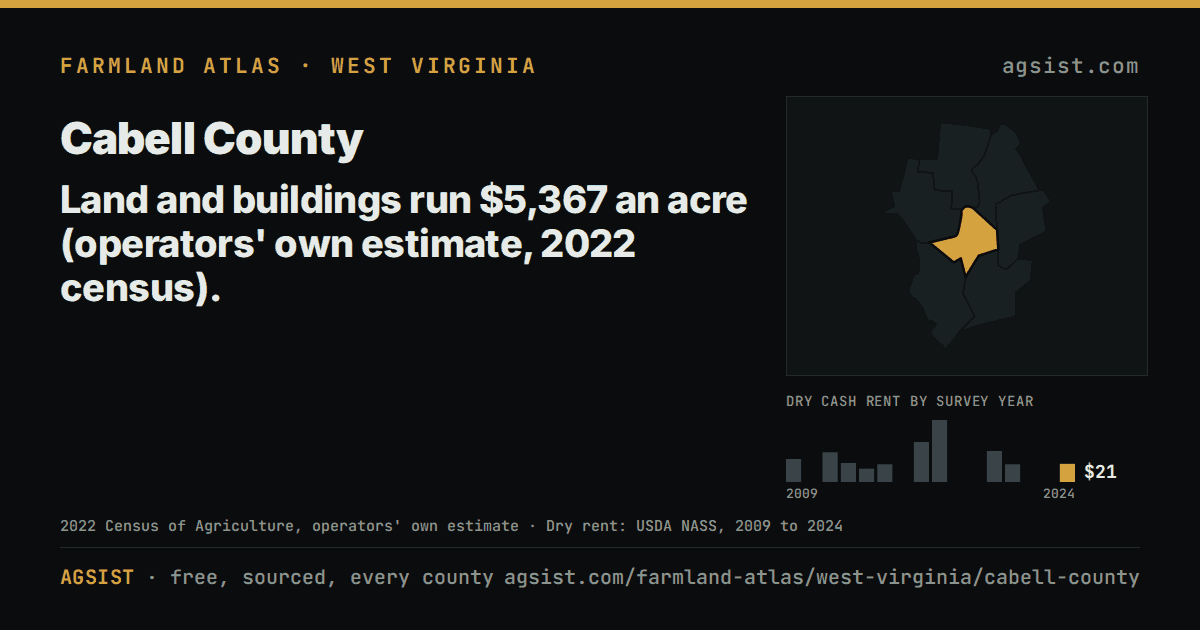 FARMLAND ATLAS · WEST VIRGINIA
agsist.com
Cabell County
Land and buildings run $5,367 an acre
(operators' own estimate, 2022
census).
DRY CASH RENT BY SURVEY YEAR
$21
2009
2024
2022 Census of Agriculture, operators' own estimate · Dry rent: USDA NASS, 2009 to 2024
AGSIST · free, sourced, every county agsist.com/farmland-atlas/west-virginia/cabell-county